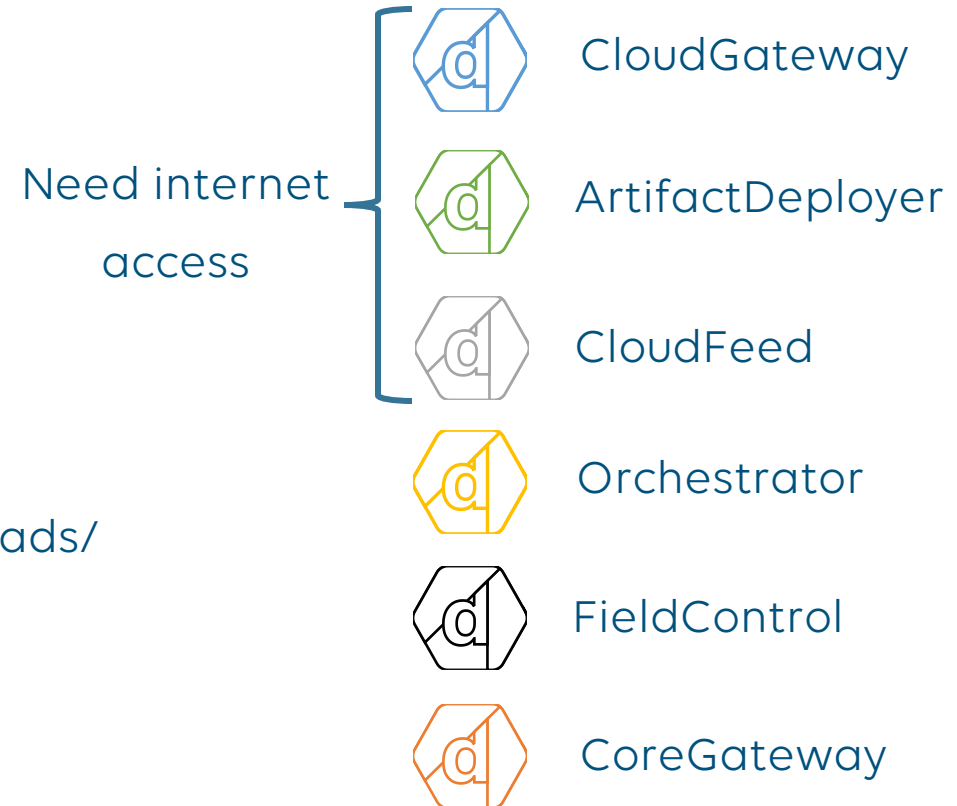 CloudGateway
Need internet
access
ArtifactDeployer
CloudFeed
Orchestrator
ads/
FieldControl
CoreGateway
d
d
d
d
d
d